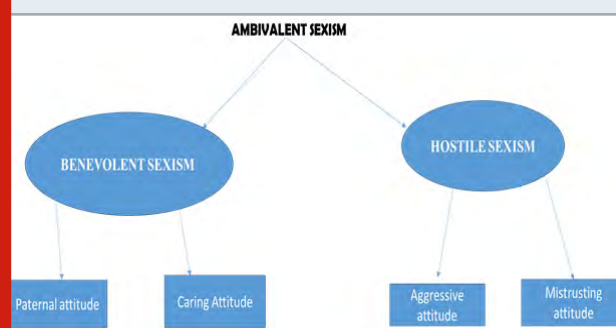 AMBIVALENT SEXISM
BENEVOLENT SEXISM
HOSTILE SEXISM
Paternal attitude
Caring Attitude
Aggressive
attitude
Mistrusting
attitude